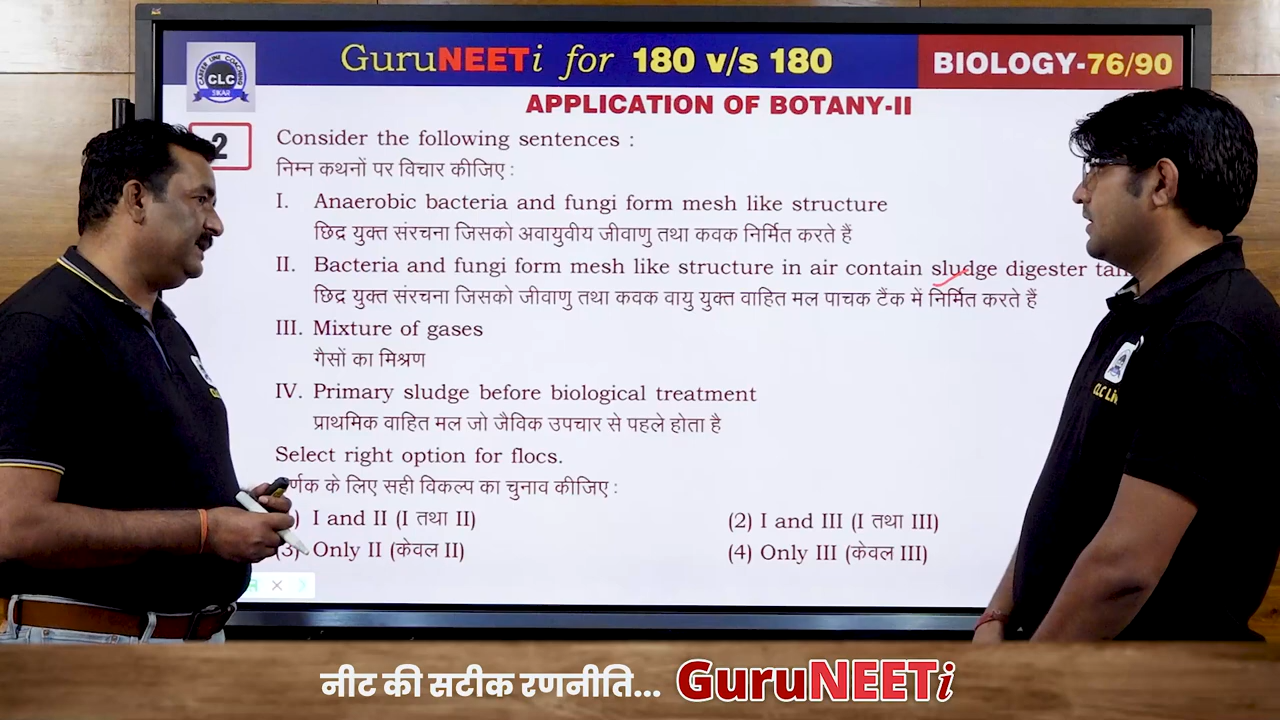 GuruNEETi for 180 v/s 180
BIOLOGY-76/90
CAREER LINE COACHING
CLC
SIKAR
APPLICATION OF BOTANY-II
2
Consider the following sentences :
निम्न कथनों पर विचार कीजिए :
I. Anaerobic bacteria and fungi form mesh like structure
छिद्र युक्त संरचना जिसको अवायुवीय जीवाणु तथा कवक निर्मित करते हैं
II. Bacteria and fungi form mesh like structure in air contain sludge digester
छिद्र युक्त संरचना जिसको जीवाणु तथा कवक वायु युक्त वाहित मल पाचक टैंक में निर्मित करते हैं
III. Mixture of gases
गैसों का मिश्रण
IV. Primary sludge before biological treatment
प्राथमिक वाहित मल जो जैविक उपचार से पहले होता है
Select right option for flocs.
के लिए सही विकल्प का चुनाव कीजिए :
I and II (I तथा II)
(2) I and III (I तथा III)
(3) Only II (केवल II)
(4) Only III (केवल III)
नीट की सटीक रणनीति... GuruNEETi